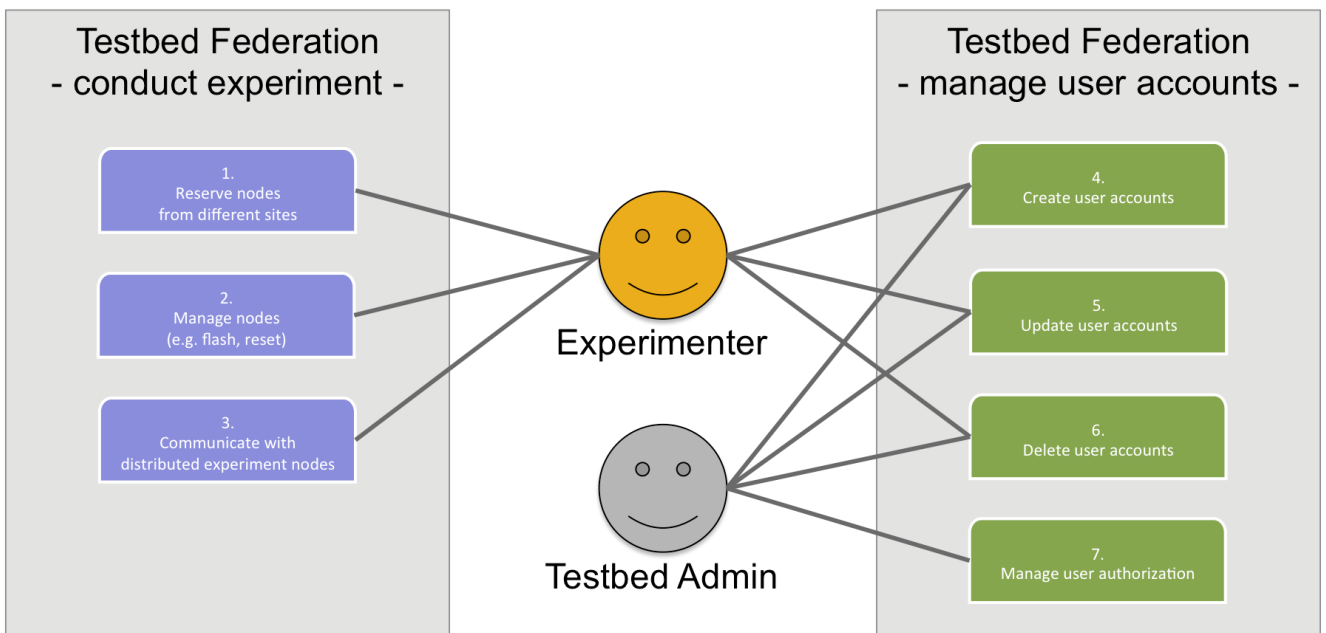 Testbed Federation
- conduct experiment -
1.
Reserve nodes
from different sites
2.
Manage nodes
(e.g. flash, reset)
3.
Communicate with
distributed experiment nodes
Experimenter
Testbed Admin
Testbed Federation
- manage user accounts -
4.
Create user accounts
5.
Update user accounts
6.
Delete user accounts
7.
Manage user authorization